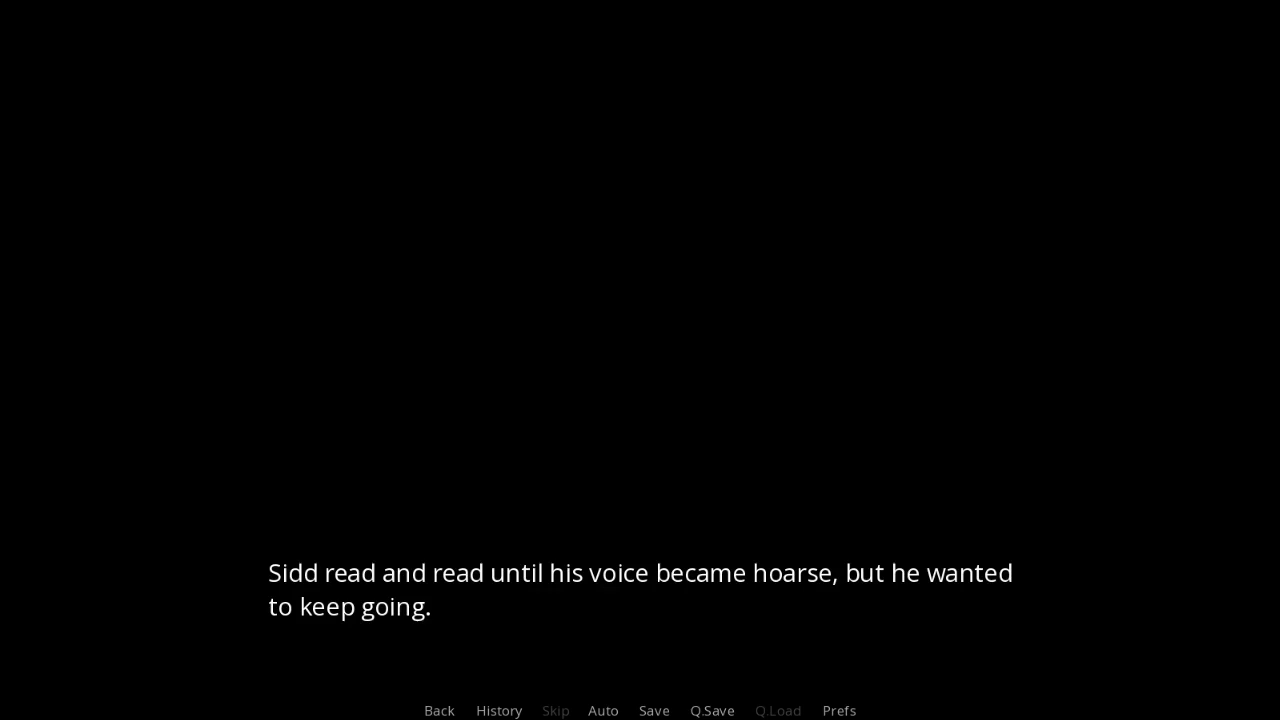 Sidd read and read until his voice became hoarse, but he wanted
to keep going.
Back History Skip Auto Save Q.Save Q.Load Prefs